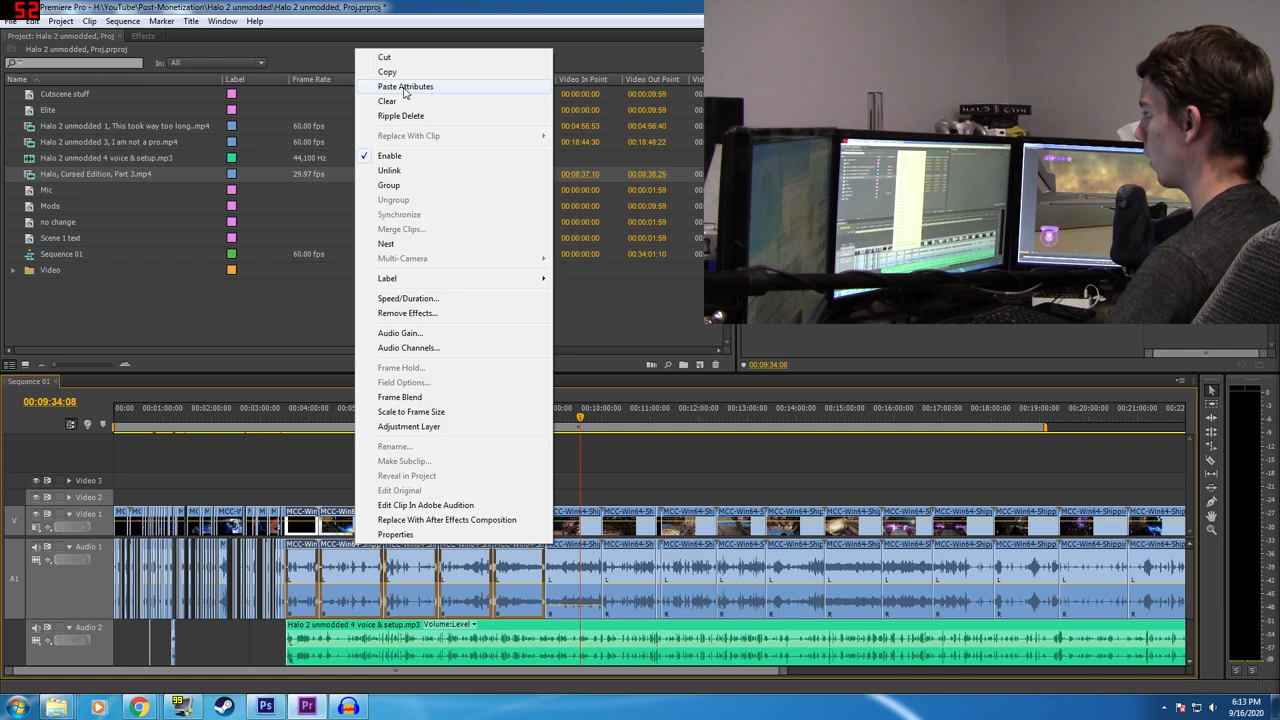 52
Premiere Pro - H:\YouTube\Post-Monetization\Halo 2 unmodded\Halo 2 unmodded, Proj.prproj *
File Edit Project Clip Sequence Marker Title Window Help
Project: Halo 2 unmodded, Proj Effects
Halo 2 unmodded, Proj.prproj
In: All
Name Label Frame Rate Video In Point Video Out Point
Cutscene stuff 00:00:00:00 00:00:09:59
Elite 00:00:00:00 00:00:09:59
Halo 2 unmodded 1, This took way too long..mp4 60.00 fps 00:04:55:53 00:04:56:40
Halo 2 unmodded 3, I am not a pro.mp4 60.00 fps 00:18:44:30 00:18:48:22
Halo 2 unmodded 4 voice & setup.mp3 44,100 Hz
Halo, Cursed Edition, Part 3.mp4 29.97 fps 00:08:37:10 00:08:38:25
Mic 00:00:00:00 00:00:01:59
Mods 00:00:00:00 00:00:09:59
no change 00:00:00:00 00:00:01:59
Scene 1 text 00:00:00:00 00:00:01:59
Sequence 01 60.00 fps 00:00:00:00 00:34:01:10
Video
Cut
Copy
Paste Attributes
Clear
Ripple Delete
Replace With Clip
Enable
Unlink
Group
Ungroup
Synchronize
Merge Clips...
Nest
Multi-Camera
Label
Speed/Duration...
Remove Effects...
Audio Gain...
Audio Channels...
Frame Hold...
Field Options...
Frame Blend
Scale to Frame Size
Adjustment Layer
Rename...
Make Subclip...
Reveal in Project
Edit Original
Edit Clip In Adobe Audition
Replace With After Effects Composition
Properties
HALO
00:09:34:08
Sequence 01
00:09:34:08
00:00 00:01:00:00 00:02:00:00 00:03:00:00 00:04:00:00 00:10:00:00 00:11:00:00 00:12:00:00 00:13:00:00 00:14:00:00 00:15:00:00 00:16:00:00 00:17:00:00 00:18:00:00 00:19:00:00 00:20:00:00 00:21:00:00 00:22
Video 3
Video 2
V Video 1
A1 Audio 1
Audio 2
Halo 2 unmodded 4 voice & setup.mp3 Volume:Level
L
R
S S
99
Ps Pr
6:13 PM
9/16/2020